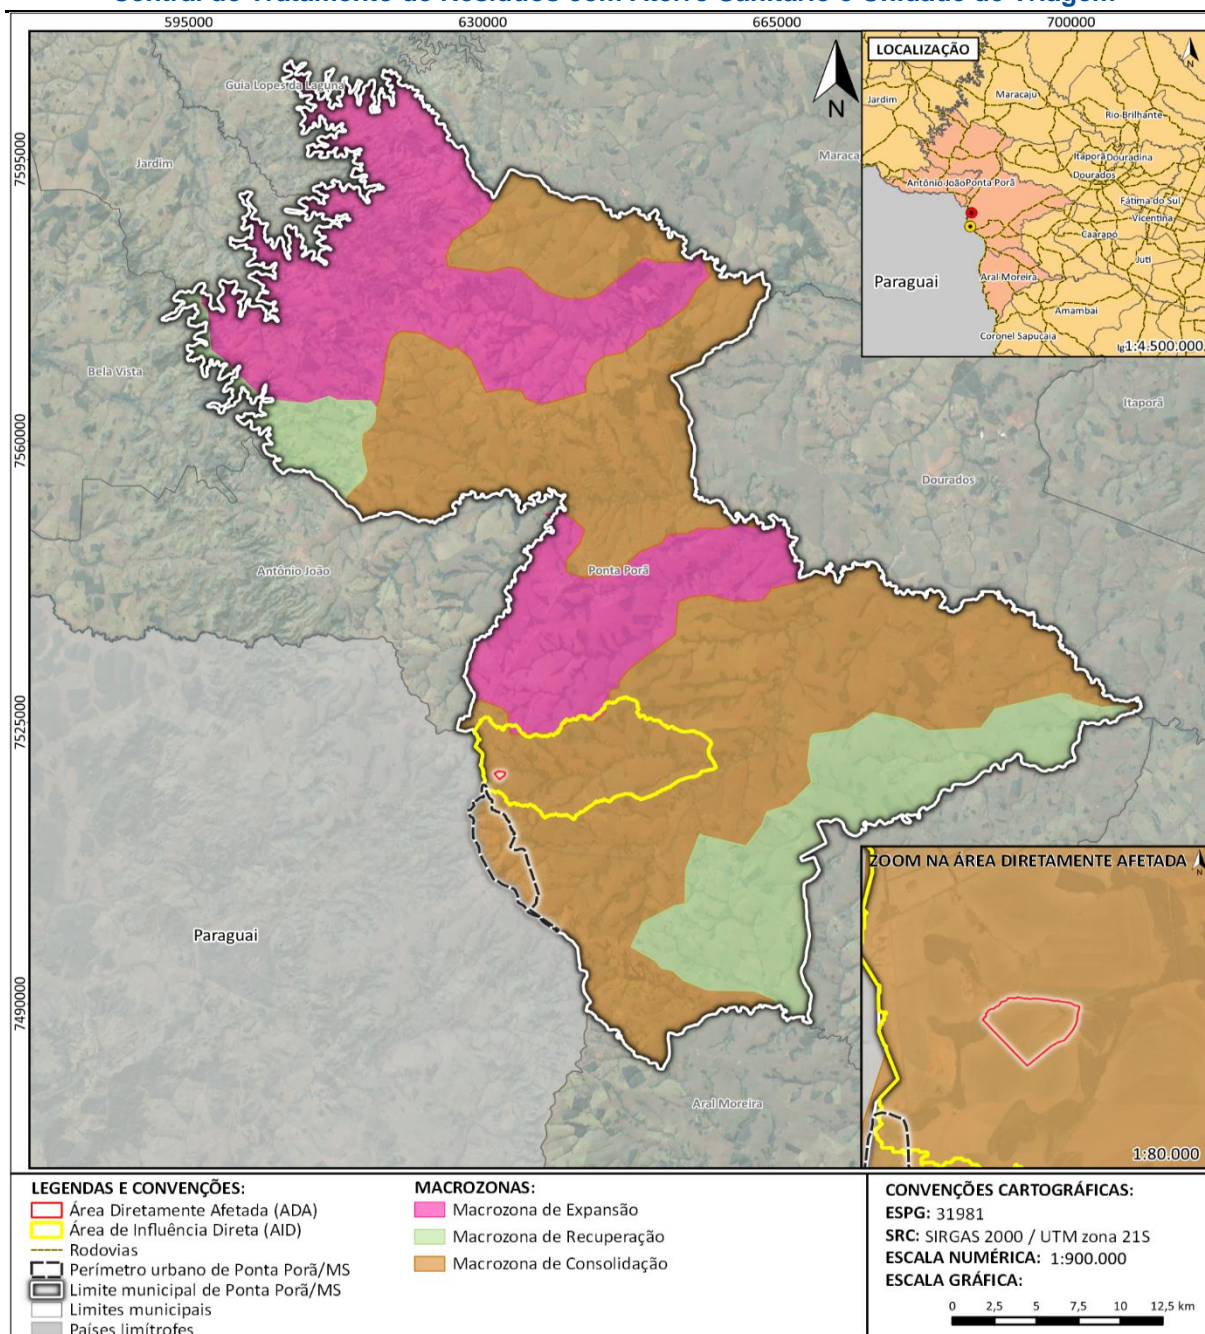 Central de Tratamento de Resíduos com Aterro Sanitário e Unidade de Triagem
595000 630000 665000 700000
7595000
7560000
7525000
7490000
Guia Lopes da Laguna
Jardim
Maraca
Bela Vista
Itaporã
Dourados
Antônio João
Ponta Porã
Paraguai
Aral Moreira
N
LOCALIZAÇÃO
N
Jardim
Maracaju
Rio Brilhante
Itaporã
Douradina
Dourados
Antônio João
Ponta Porã
Fátima do Sul
Vicentina
Caarapó
Juti
Paraguai
Aral Moreira
Amambai
Coronel Sapucaia
Ig
1:4.500.000
ZOOM NA ÁREA DIRETAMENTE AFETADA
N
1:80.000
LEGENDAS E CONVENÇÕES:
Área Diretamente Afetada (ADA)
Área de Influência Direta (AID)
Rodovias
Perímetro urbano de Ponta Porã/MS
Limite municipal de Ponta Porã/MS
Limites municipais
Países limítrofes
MACROZONAS:
Macrozona de Expansão
Macrozona de Recuperação
Macrozona de Consolidação
CONVENÇÕES CARTOGRÁFICAS:
ESPG: 31981
SRC: SIRGAS 2000 / UTM zona 21S
ESCALA NUMÉRICA: 1:900.000
ESCALA GRÁFICA:
0 2,5 5 7,5 10 12,5 km